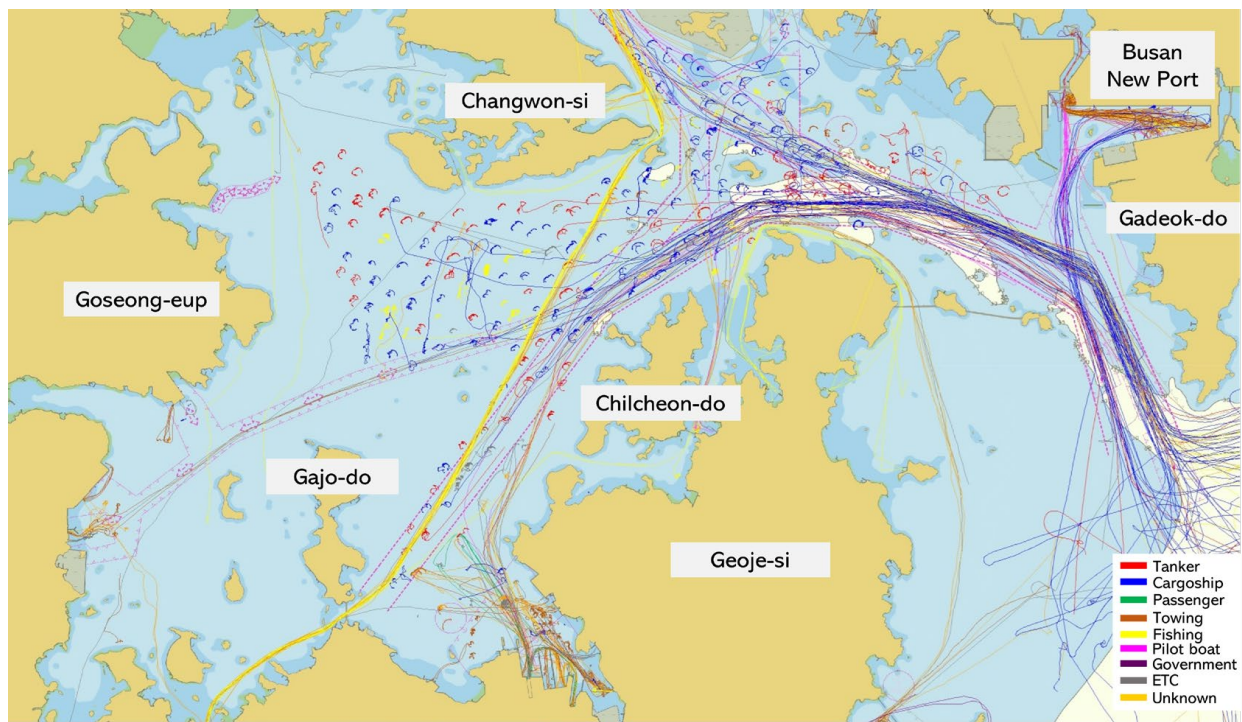 Busan
New Port
Changwon-si
Gadeok-do
Goseong-eup
Chilcheon-do
Gajo-do
Geoje-si
Tanker
Cargoship
Passenger
Towing
Fishing
Pilot boat
Government
ETC
Unknown